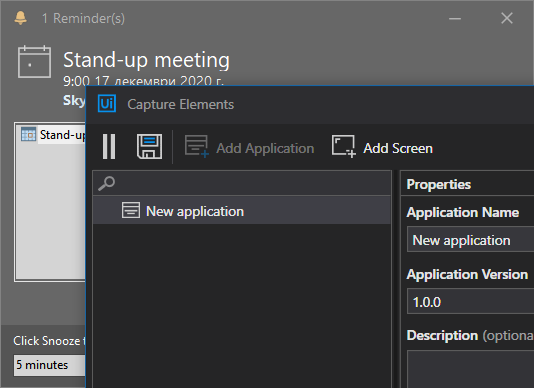 1 Reminder(s)
Stand-up meeting
9:00 17 декември 2020 г.
Sky
Stand-up
Ui Capture Elements
Add Application
Add Screen
New application
Properties
Application Name
New application
Application Version
1.0.0
Description (optiona
Click Snooze t
5 minutes